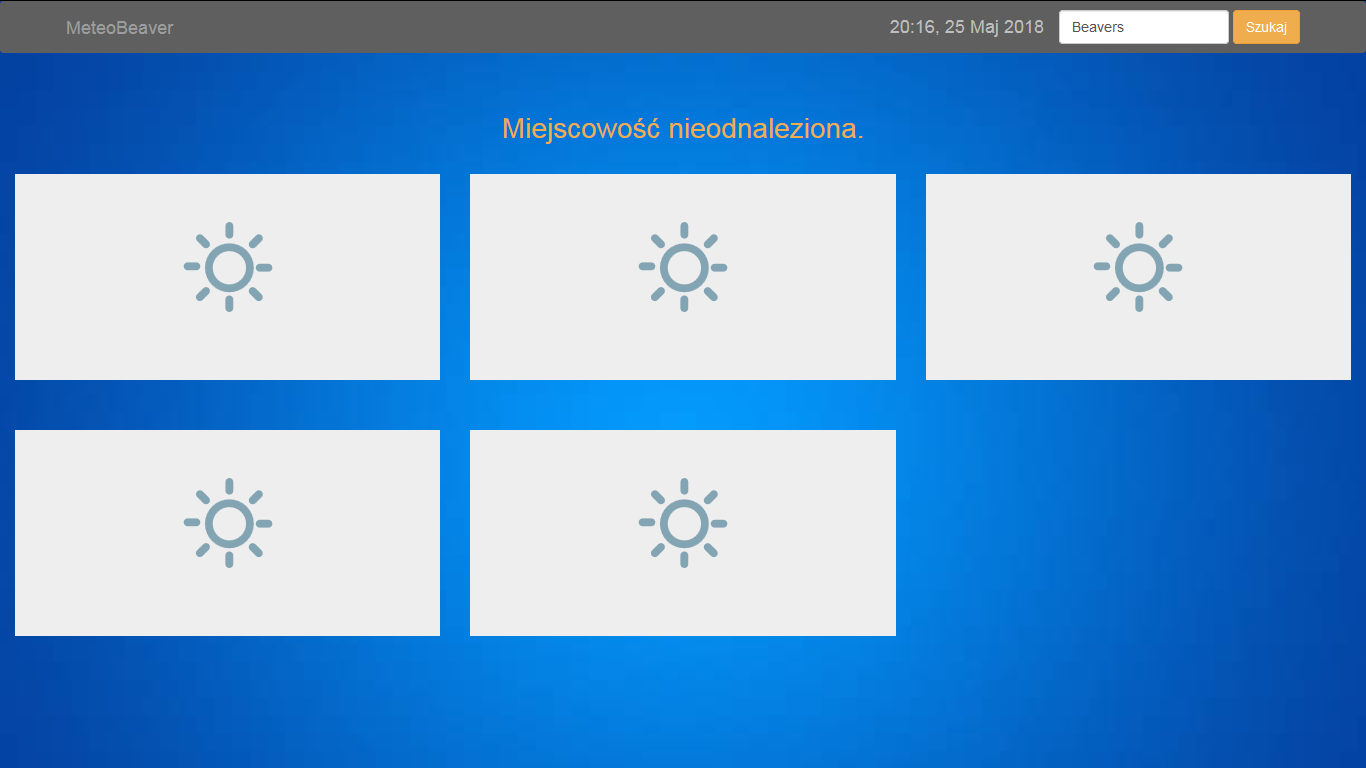 MeteoBeaver
20:16, 25 Maj 2018
Beavers
Szukaj
Miejscowość nieodnaleziona.